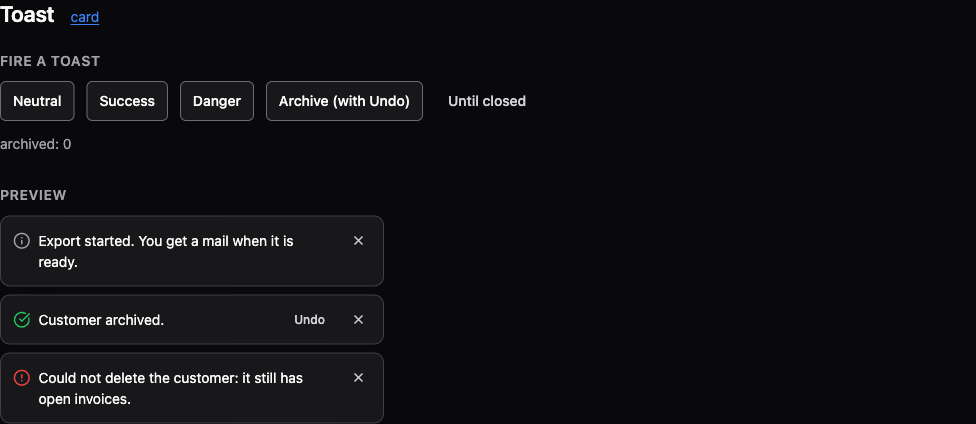 Toast card
FIRE A TOAST
Neutral Success Danger Archive (with Undo) Until closed
archived: 0
PREVIEW
Export started. You get a mail when it is
ready.
Customer archived. Undo
Could not delete the customer: it still has
open invoices.